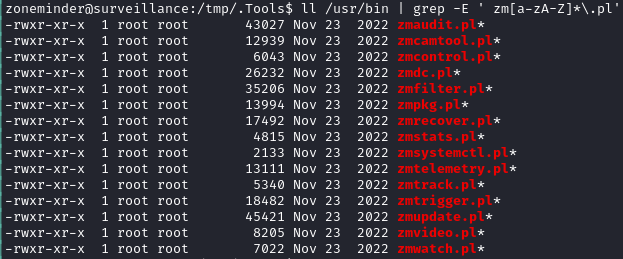 zoneminder@surveillance:/tmp/.Tools$ ll /usr/bin | grep -E ' zm[a-zA-Z]*\.pl'
-rwxr-xr-x  1 root root       43027 Nov 23  2022 zmaudit.pl*
-rwxr-xr-x  1 root root       12939 Nov 23  2022 zmcamtool.pl*
-rwxr-xr-x  1 root root        6043 Nov 23  2022 zmcontrol.pl*
-rwxr-xr-x  1 root root       26232 Nov 23  2022 zmdc.pl*
-rwxr-xr-x  1 root root       35206 Nov 23  2022 zmfilter.pl*
-rwxr-xr-x  1 root root       13994 Nov 23  2022 zmpkg.pl*
-rwxr-xr-x  1 root root       17492 Nov 23  2022 zmrecover.pl*
-rwxr-xr-x  1 root root        4815 Nov 23  2022 zmstats.pl*
-rwxr-xr-x  1 root root        2133 Nov 23  2022 zmsystemctl.pl*
-rwxr-xr-x  1 root root       13111 Nov 23  2022 zmtelemetry.pl*
-rwxr-xr-x  1 root root        5340 Nov 23  2022 zmtrack.pl*
-rwxr-xr-x  1 root root       18482 Nov 23  2022 zmtrigger.pl*
-rwxr-xr-x  1 root root       45421 Nov 23  2022 zmupdate.pl*
-rwxr-xr-x  1 root root        8205 Nov 23  2022 zmvideo.pl*
-rwxr-xr-x  1 root root        7022 Nov 23  2022 zmwatch.pl*